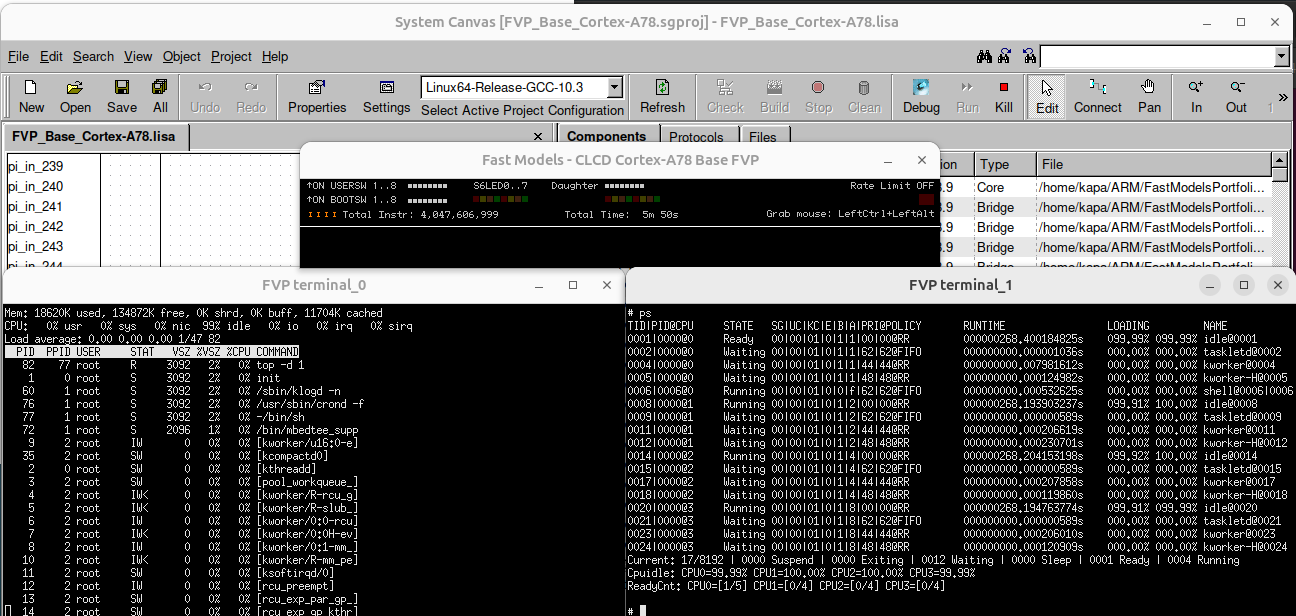 System Canvas [FVP_Base_Cortex-A78.sgproj] - FVP_Base_Cortex-A78.lisa
File Edit Search View Object Project Help
New Open Save All Undo Redo Properties Settings Linux64-Release-GCC-10.3 Select Active Project Configuration Refresh Check Build Stop Clean Debug Run Kill Edit Connect Pan In Out 1
FVP_Base_Cortex-A78.lisa
Components Protocols Files
pi_in_239
pi_in_240
pi_in_241
pi_in_242
pi_in_243
pi_in_244
Type File
Core /home/kapa/ARM/FastModelsPortfoli...
Bridge /home/kapa/ARM/FastModelsPortfoli...
Bridge /home/kapa/ARM/FastModelsPortfoli...
Bridge /home/kapa/ARM/FastModelsPortfoli...
Bridge /home/kapa/ARM/FastModelsPortfoli...
Fast Models - CLCD Cortex-A78 Base FVP
↑ON USERSW 1..8 S6LED0..7 Daughter Rate Limit OFF
↑ON BOOTSW 1..8
Total Instr: 4,047,606,999 Total Time: 5m 50s Grab mouse: LeftCtrl+LeftAlt
FVP terminal_0
Mem: 18620K used, 134872K free, 0K shrd, 0K buff, 11704K cached
CPU: 0% usr 0% sys 0% nic 99% idle 0% io 0% irq 0% sirq
Load average: 0.00 0.00 0.00 1/47 82
PID PPID USER STAT VSZ %VSZ %CPU COMMAND
82 77 root R 3092 2% 0% top -d 1
1 0 root S 3092 2% 0% init
60 1 root S 3092 2% 0% /sbin/klogd -n
76 1 root S 3092 2% 0% /usr/sbin/crond -f
77 1 root S 3092 2% 0% -/bin/sh
72 1 root S 2096 1% 0% /bin/mbedtee_supp
9 2 root IW 0 0% 0% [kworker/u16:0-e]
35 2 root SW 0 0% 0% [kcompactd0]
2 0 root SW 0 0% 0% [kthreadd]
3 2 root SW 0 0% 0% [pool_workqueue_]
4 2 root IW< 0 0% 0% [kworker/R-rcu_g]
5 2 root IW< 0 0% 0% [kworker/R-slub_]
6 2 root IW 0 0% 0% [kworker/0:0-rcu]
7 2 root IW< 0 0% 0% [kworker/0:0H-ev]
8 2 root IW 0 0% 0% [kworker/0:1-mm_]
10 2 root IW< 0 0% 0% [kworker/R-mm_pe]
11 2 root SW 0 0% 0% [ksoftirqd/0]
12 2 root IW 0 0% 0% [rcu_preempt]
13 2 root SW 0 0% 0% [rcu_exp_par_gp_]
14 2 root SW 0 0% 0% [rcu_exp_gp_kthr]
FVP terminal_1
# ps
TID|PID@CPU STATE SG|UC|KC|E|B|A|PRI@POLICY RUNTIME LOADING NAME
0001|0000@0 Ready 00|00|01|0|1|1|00|00@RR 000000268.400184825s 099.99% 099.99% idle@0001
0002|0000@0 Waiting 00|00|01|0|1|1|62|62@FIFO 000000000.000001036s 000.00% 000.00% taskletd@0002
0004|0000@0 Waiting 00|00|01|0|1|1|44|44@RR 000000000.007981612s 000.00% 000.00% kworker@0004
0005|0000@0 Waiting 00|00|01|0|1|1|48|48@RR 000000000.000124982s 000.00% 000.00% kworker-H@0005
0006|0006@0 Running 000000000.000532625s 000.00% 000.00% shell@0006|0006
0008|0000@1 Running 00|00|01|0|1|2|00|00@RR 000000268.193903237s 099.91% 100.00% idle@0008
0009|0000@1 Waiting 00|00|01|0|1|2|62|62@FIFO 000000000.000000589s 000.00% 000.00% taskletd@0009
0011|0000@1 Waiting 00|00|01|0|1|2|44|44@RR 000000000.000206619s 000.00% 000.00% kworker@0011
0012|0000@1 Waiting 00|00|01|0|1|2|48|48@RR 000000000.000230701s 000.00% 000.00% kworker-H@0012
0014|0000@2 Running 00|00|01|0|1|4|00|00@RR 000000268.204153198s 099.92% 100.00% idle@0014
0015|0000@2 Waiting 00|00|01|0|1|4|62|62@FIFO 000000000.000000589s 000.00% 000.00% taskletd@0015
0017|0000@2 Waiting 00|00|01|0|1|4|44|44@RR 000000000.000207858s 000.00% 000.00% kworker@0017
0018|0000@2 Waiting 00|00|01|0|1|4|48|48@RR 000000000.000119860s 000.00% 000.00% kworker-H@0018
0020|0000@3 Running 00|00|01|0|1|8|00|00@RR 000000268.194763774s 099.91% 099.99% idle@0020
0021|0000@3 Waiting 00|00|01|0|1|8|62|62@FIFO 000000000.000000589s 000.00% 000.00% taskletd@0021
0023|0000@3 Waiting 00|00|01|0|1|8|44|44@RR 000000000.000206010s 000.00% 000.00% kworker@0023
0024|0000@3 Waiting 00|00|01|0|1|8|48|48@RR 000000000.000120909s 000.00% 000.00% kworker-H@0024
Current: 17/8192 | 0000 Suspend | 0000 Exiting | 0012 Waiting | 0000 Sleep | 0001 Ready | 0004 Running
Cpuidle: CPU0=99.99% CPU1=100.00% CPU2=100.00% CPU3=99.99%
ReadyCnt: CPU0=[1/5] CPU1=[0/4] CPU2=[0/4] CPU3=[0/4]
#